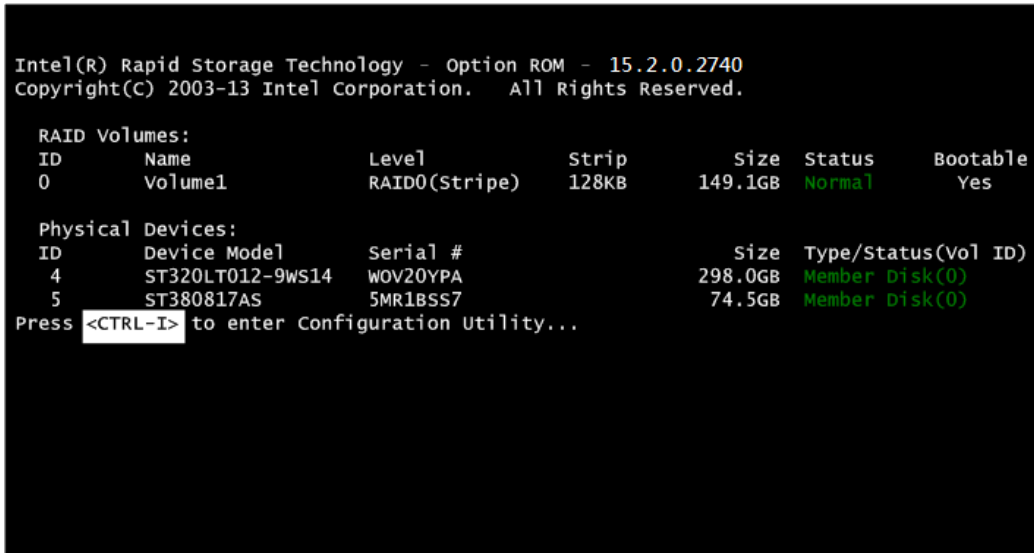 Intel(R) Rapid Storage Technology - Option ROM - 15.2.0.2740
Copyright(C) 2003-13 Intel Corporation. All Rights Reserved.
RAID Volumes:
ID Name Level Strip Size Status Bootable
0 Volume1 RAID0(Stripe) 128KB 149.1GB Normal Yes
Physical Devices:
ID Device Model Serial # Size Type/Status(Vol ID)
4 ST320LT012-9WS14 W0V20YPA 298.0GB Member Disk(0)
5 ST380817AS 5MR1BSS7 74.5GB Member Disk(0)
Press <CTRL-I> to enter Configuration Utility...